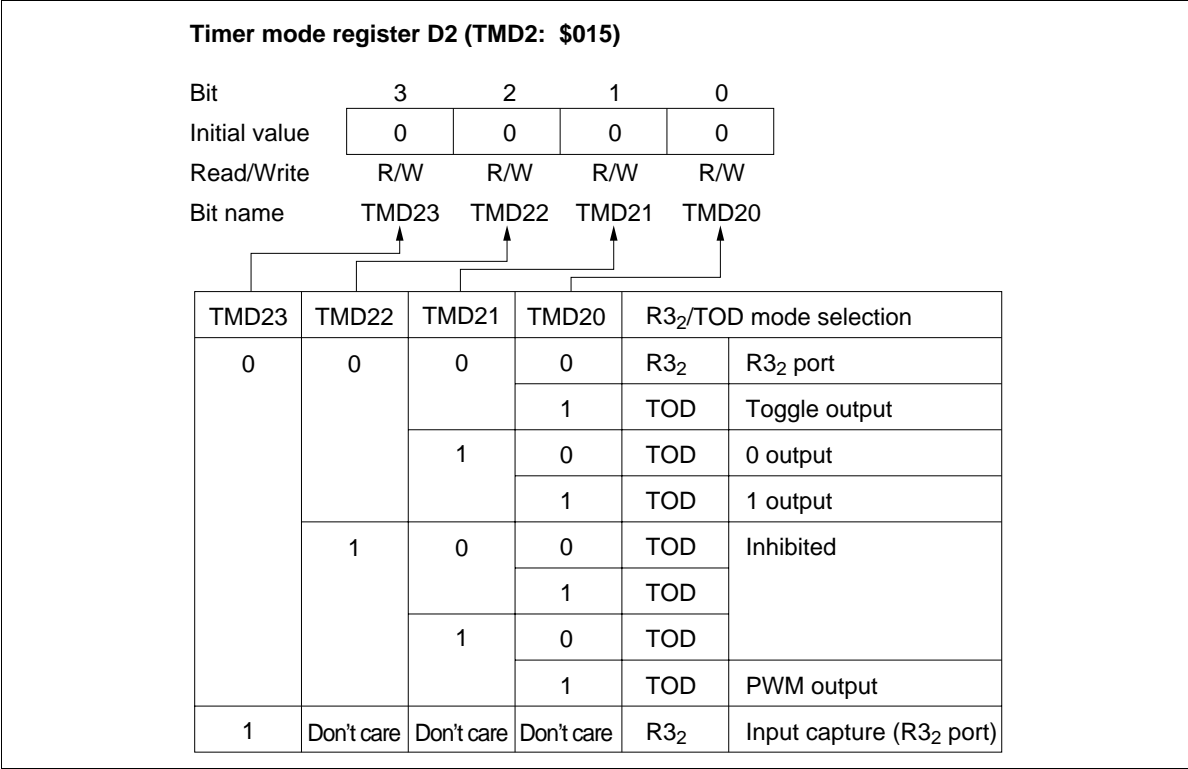 Timer mode register D2 (TMD2: $015)
Bit 3 2 1 0
Initial value 0 0 0 0
Read/Write R/W R/W R/W R/W
Bit name TMD23 TMD22 TMD21 TMD20
TMD23 TMD22 TMD21 TMD20 R3₂/TOD mode selection
0 0 0 0 R3₂ R3₂ port
1 TOD Toggle output
1 0 TOD 0 output
1 TOD 1 output
1 0 0 TOD Inhibited
1 TOD
1 0 TOD
1 TOD PWM output
1 Don't care Don't care Don't care R3₂ Input capture (R3₂ port)